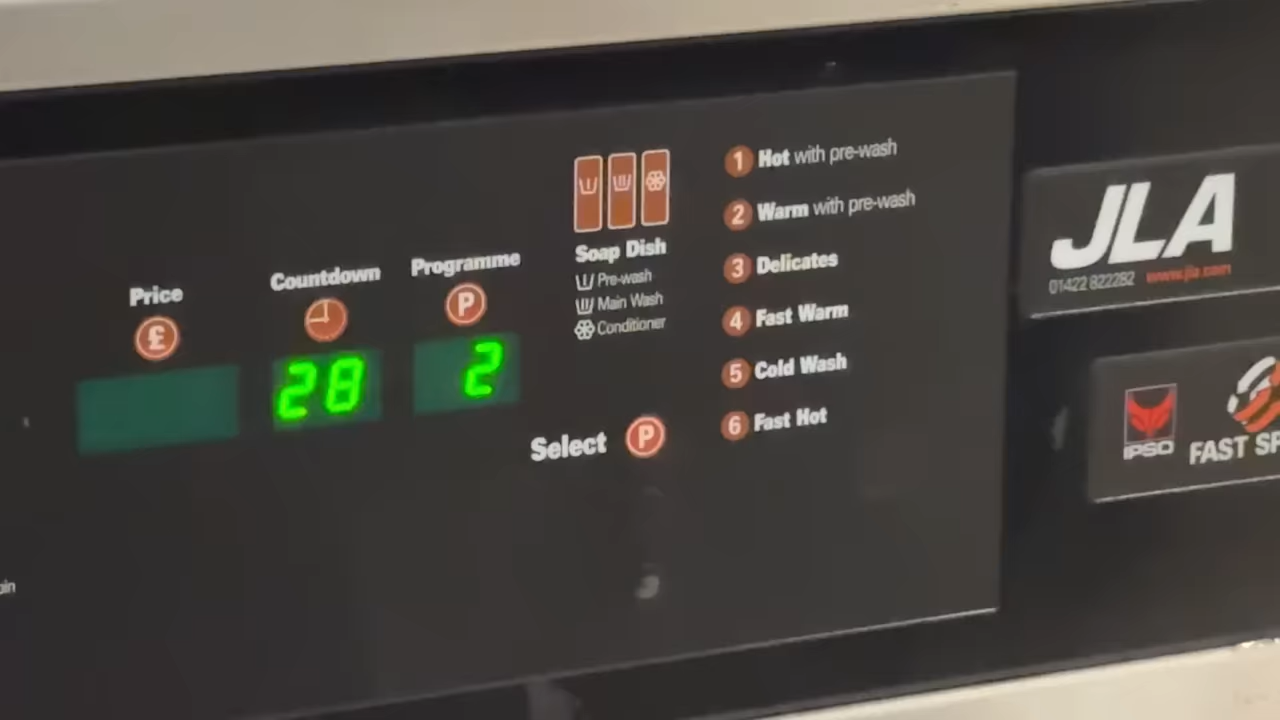 Price
£
Countdown
28
Programme
P
2
Soap Dish
Pre-wash
Main Wash
Conditioner
Select P
1 Hot with pre-wash
2 Warm with pre-wash
3 Delicates
4 Fast Warm
5 Cold Wash
6 Fast Hot
JLA
01422 822282 www.jla.com
IPSO
FAST SP